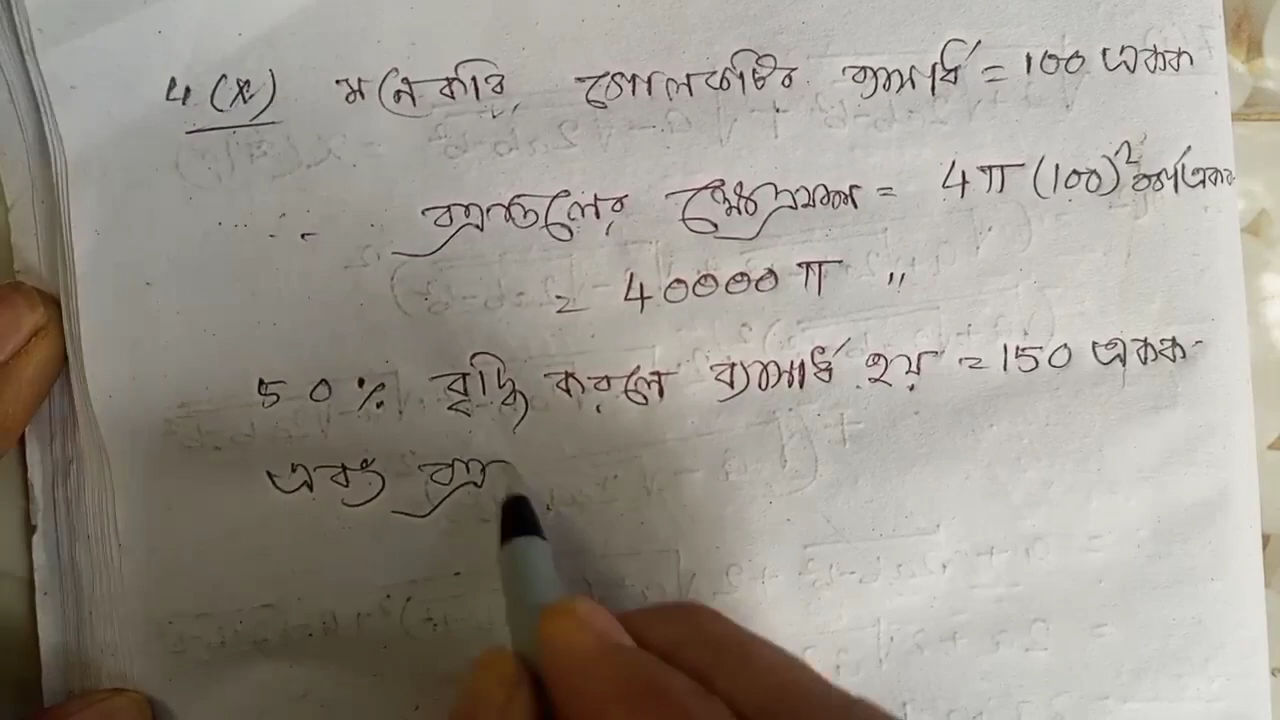 4(x) মনেকরি, গোলকটির ব্যাসার্ধ = 100 একক
∴ বক্রতলের ক্ষেত্রফল = 4π(100)² বর্গএকক
= 40000π "
50% বৃদ্ধি করলে ব্যাসার্ধ হয় = 150 একক
এবং বক্র